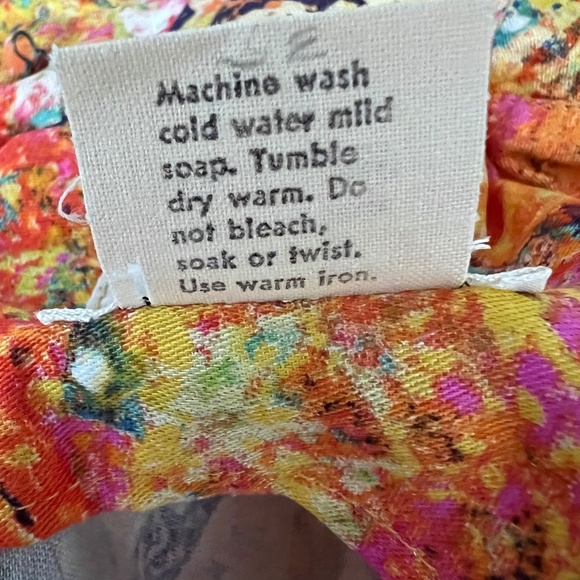 Machine wash
cold water mild
soap. Tumble
dry warm. Do
not bleach,
soak or twist.
Use warm iron.